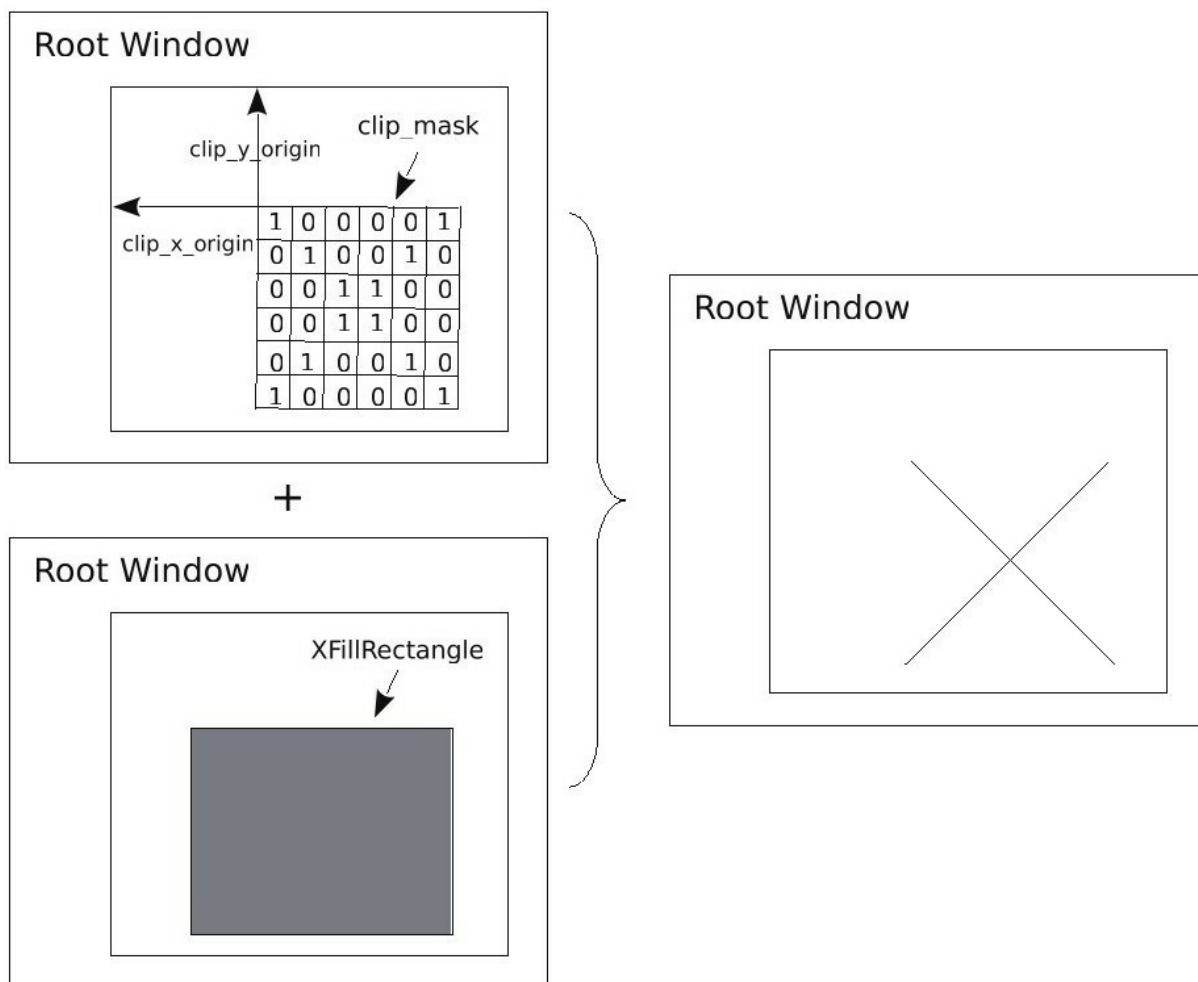 Root Window
clip_mask
clip_y_origin
clip_x_origin
1 0 0 0 0 1
0 1 0 0 1 0
0 0 1 1 0 0
0 0 1 1 0 0
0 1 0 0 1 0
1 0 0 0 0 1
+
Root Window
XFillRectangle
Root Window